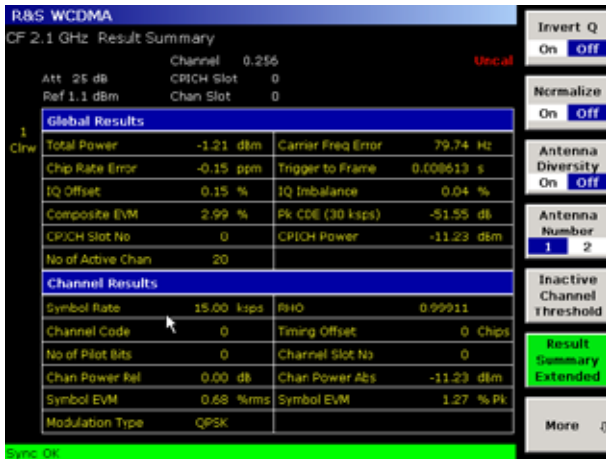 R&S WCDMA
CF 2.1 GHz Result Summary
Channel 0.256
Uncal
Att 25 dB CPICH Slot 0
Ref 1.1 dBm Chan Slot 0
1
Clrw
Global Results
Total Power -1.21 dBm Carrier Freq Error 79.74 Hz
Chip Rate Error -0.15 ppm Trigger to Frame 0.008613 s
IQ Offset 0.15 % IQ Imbalance 0.04 %
Composite EVM 2.99 % Pk CDE (30 ksps) -51.55 dB
CPICH Slot No 0 CPICH Power -11.23 dBm
No of Active Chan 20
Channel Results
Symbol Rate 15.00 ksps RHO 0.99911
Channel Code 0 Timing Offset 0 Chips
No of Pilot Bits 0 Channel Slot No 0
Chan Power Rel 0.00 dB Chan Power Abs -11.23 dBm
Symbol EVM 0.68 %rms Symbol EVM 1.27 % Pk
Modulation Type QPSK
Sync OK
Invert Q
On Off
Normalize
On Off
Antenna
Diversity
On Off
Antenna
Number
1 2
Inactive
Channel
Threshold
Result
Summary
Extended
More